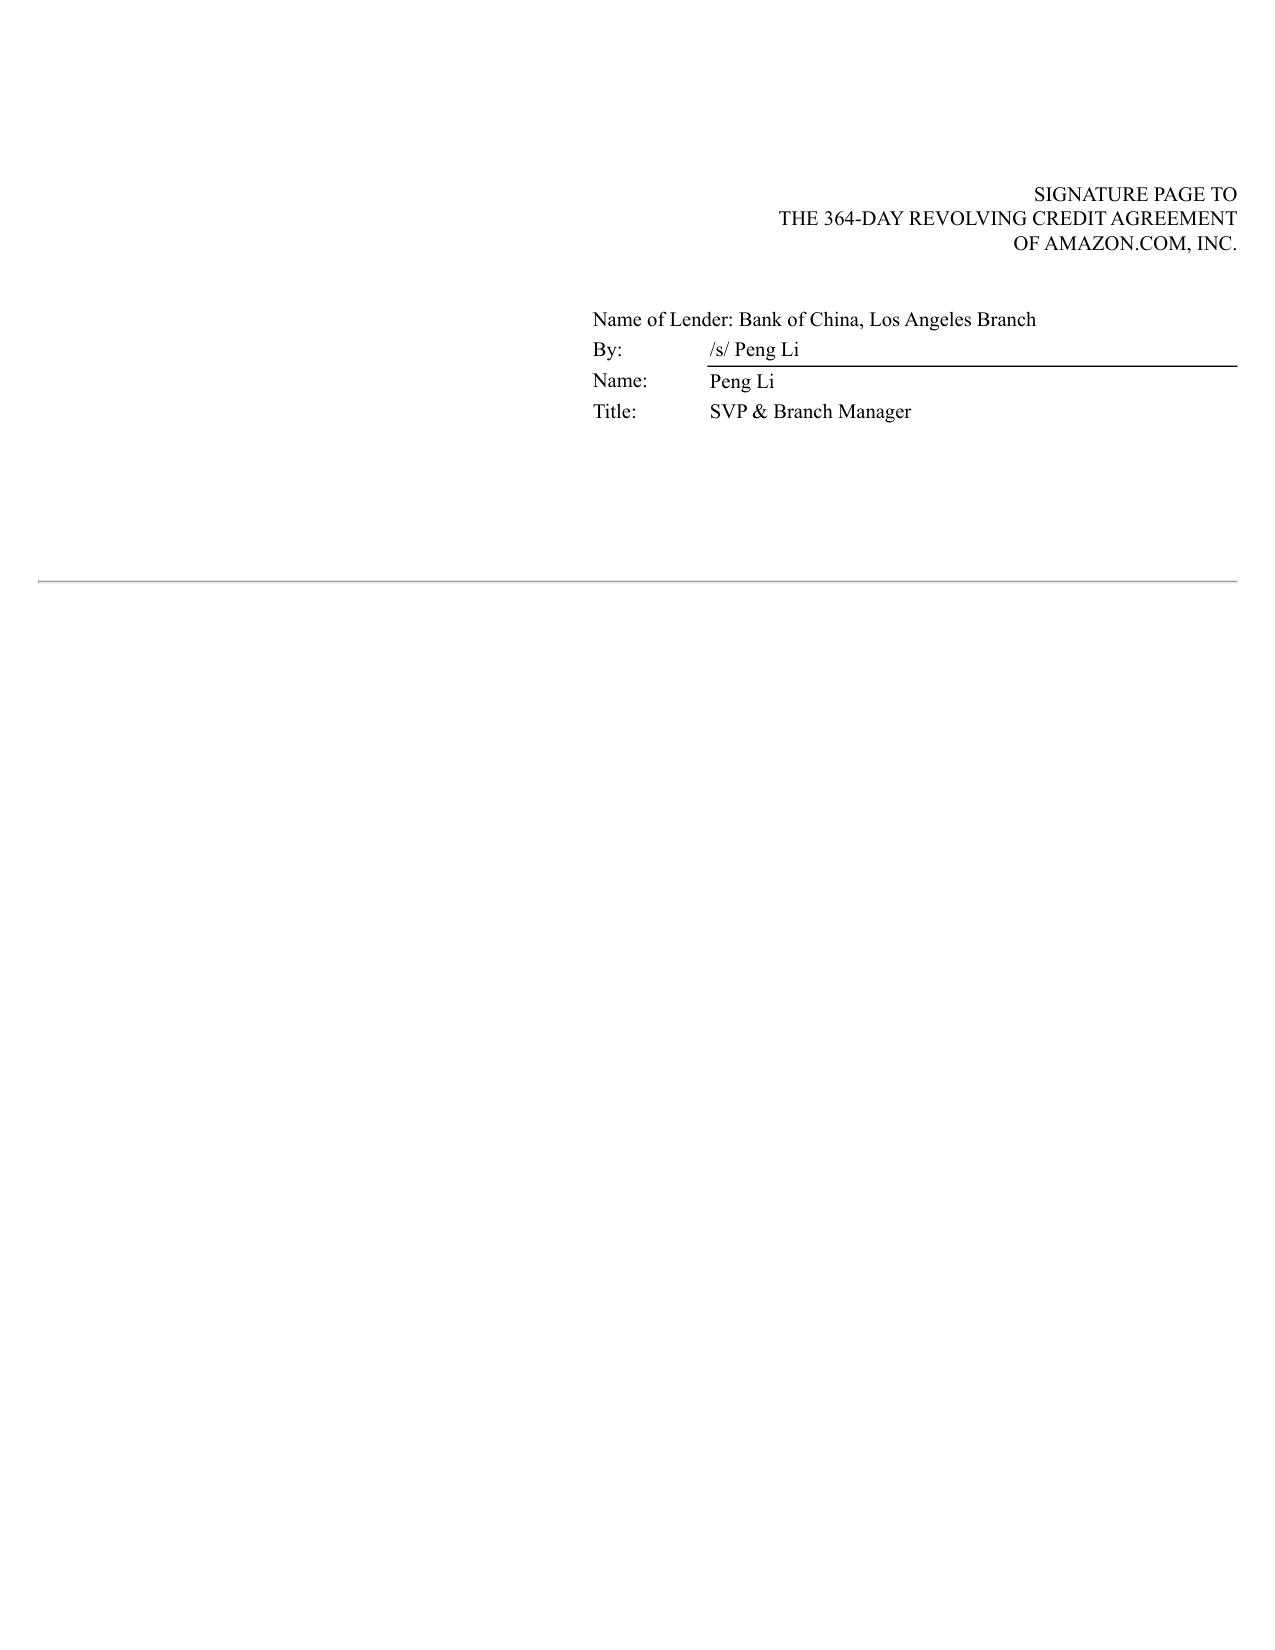 SIGNATURE PAGE TO
THE 364-DAY REVOLVING CREDIT AGREEMENT
OF AMAZON.COM, INC.
Name of Lender: Bank of China, Los Angeles Branch
By: /s/ Peng Li
Name: Peng Li
Title: SVP & Branch Manager